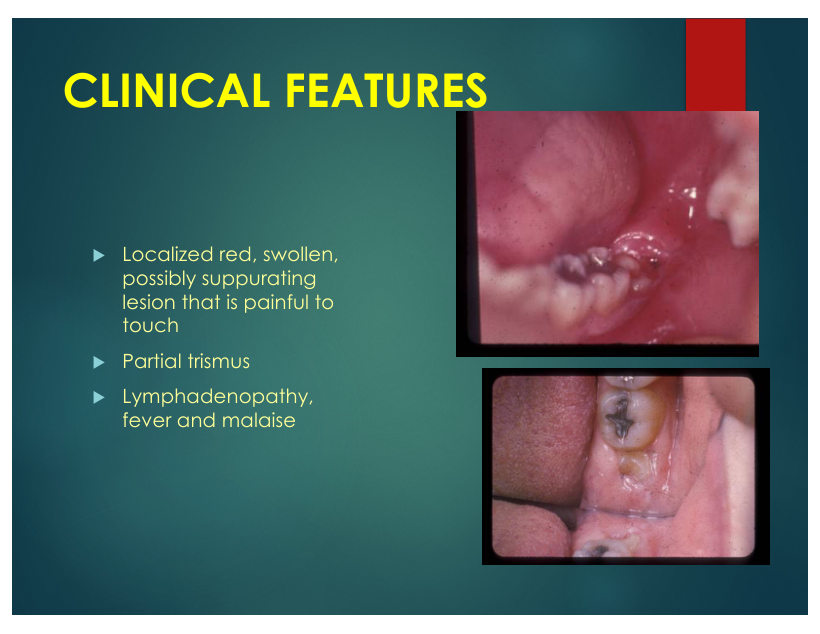 CLINICAL FEATURES
Localized red, swollen,
possibly suppurating
lesion that is painful to
touch
Partial trismus
Lymphadenopathy,
fever and malaise